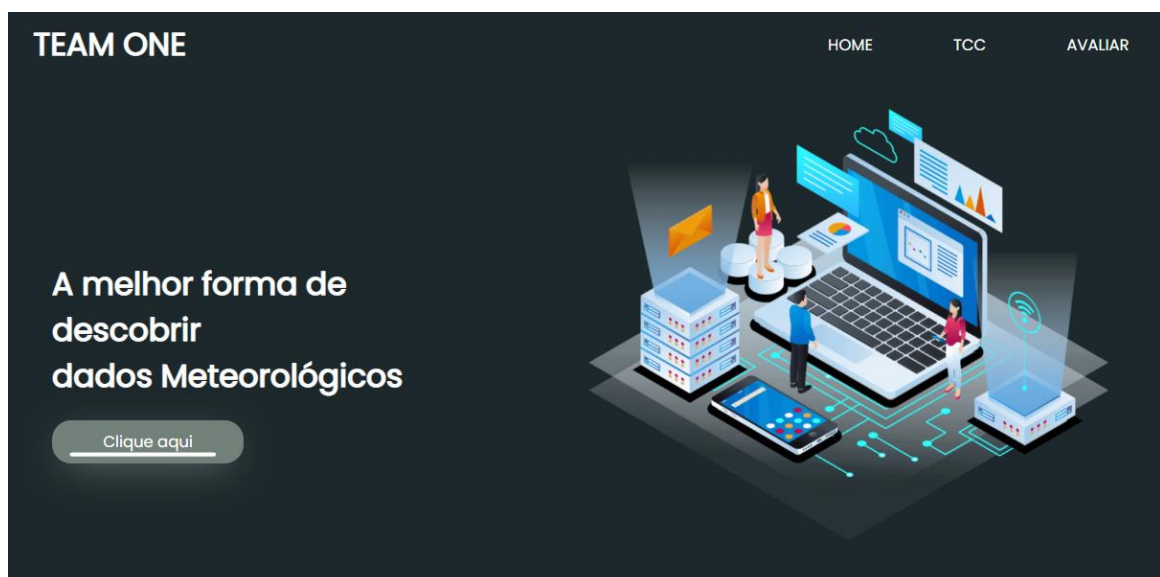 TEAM ONE
HOME
TCC
AVALIAR
A melhor forma de
descobrir
dados Meteorológicos
Clique aqui